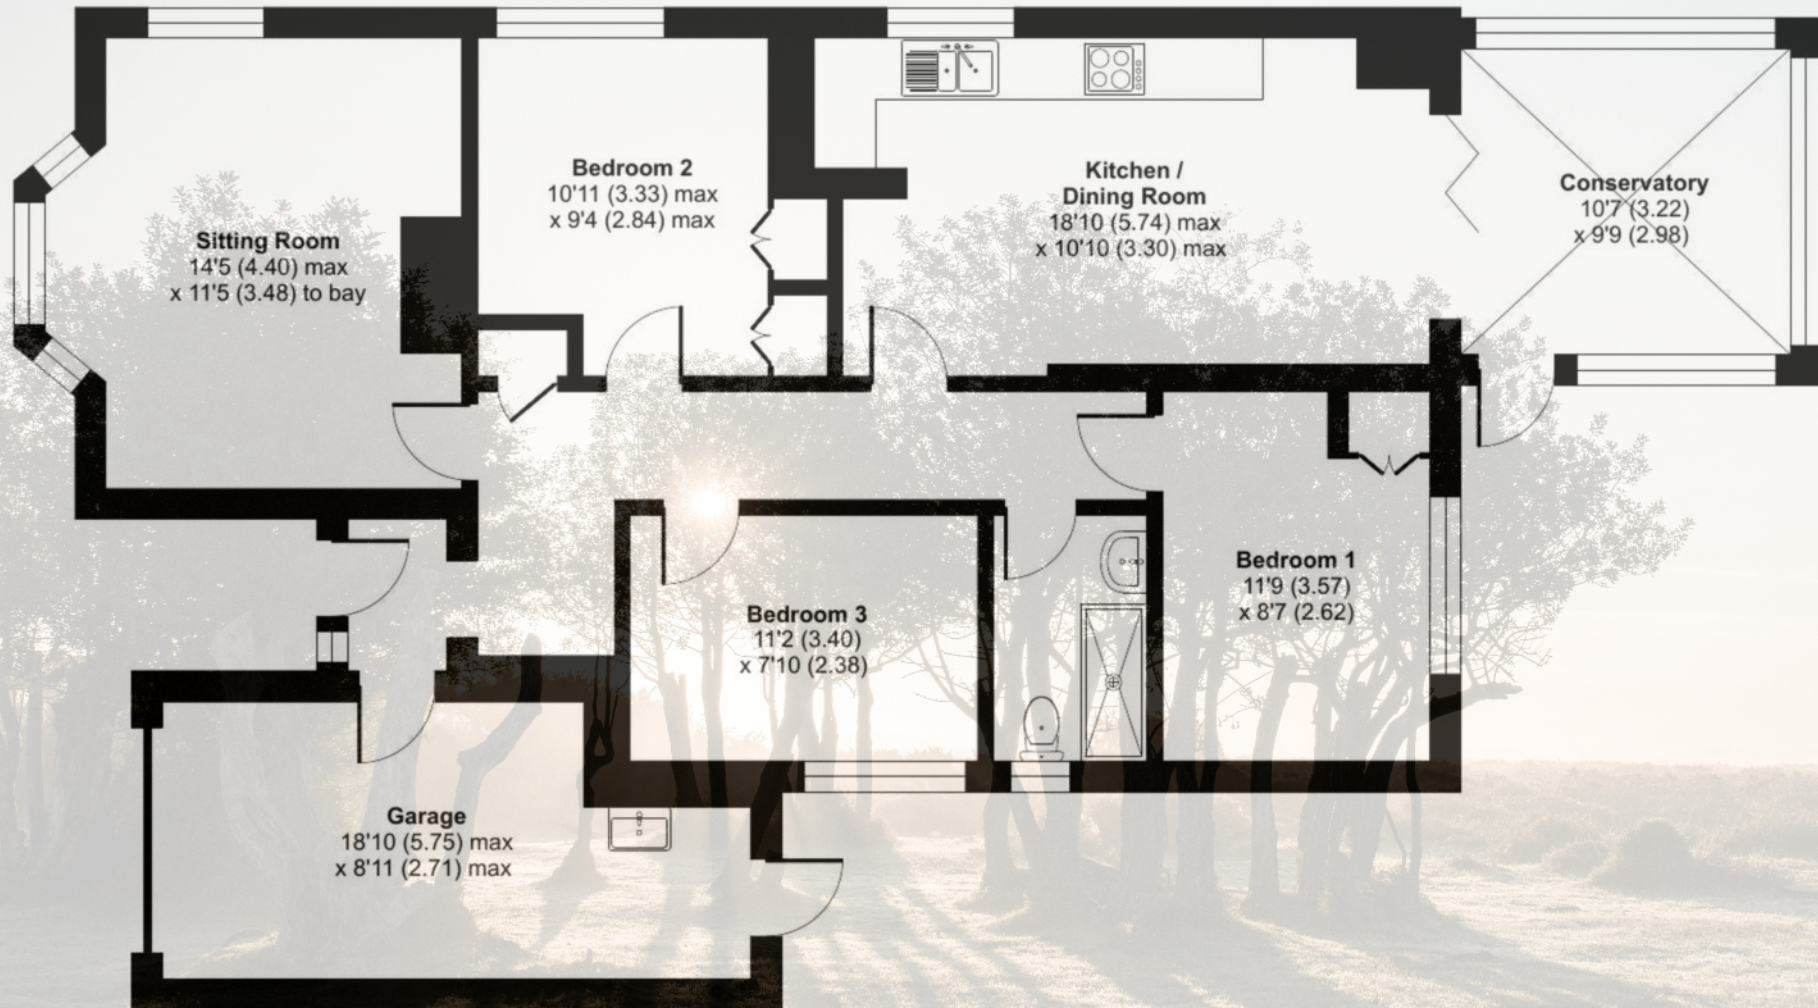 Sitting Room
14'5 (4.40) max
x 11'5 (3.48) to bay
Bedroom 2
10'11 (3.33) max
x 9'4 (2.84) max
Kitchen /
Dining Room
18'10 (5.74) max
x 10'10 (3.30) max
Conservatory
10'7 (3.22)
x 9'9 (2.98)
Bedroom 3
11'2 (3.40)
x 7'10 (2.38)
Bedroom 1
11'9 (3.57)
x 8'7 (2.62)
Garage
18'10 (5.75) max
x 8'11 (2.71) max